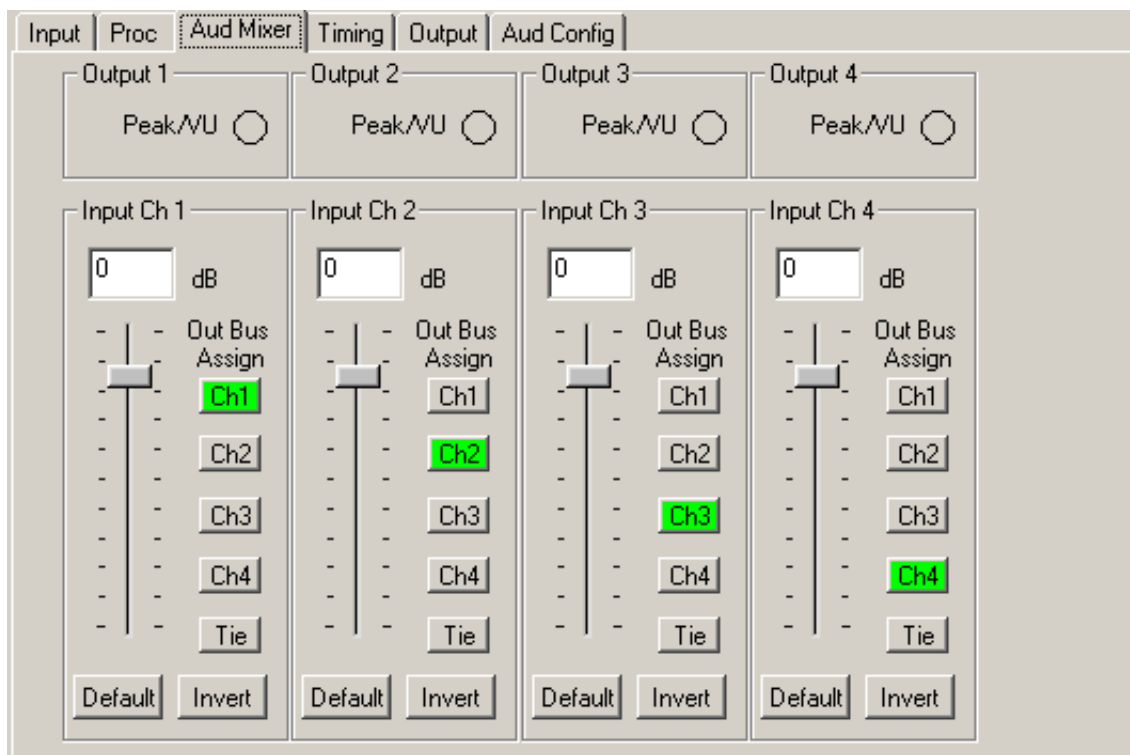 Input Proc Aud Mixer Timing Output Aud Config
Output 1 Output 2 Output 3 Output 4
Peak/VU Peak/VU Peak/VU Peak/VU
Input Ch 1 Input Ch 2 Input Ch 3 Input Ch 4
0 dB 0 dB 0 dB 0 dB
Out Bus Out Bus Out Bus Out Bus
Assign Assign Assign Assign
Ch1 Ch1 Ch1 Ch1
Ch2 Ch2 Ch2 Ch2
Ch3 Ch3 Ch3 Ch3
Ch4 Ch4 Ch4 Ch4
Tie Tie Tie Tie
Default Invert Default Invert Default Invert Default Invert